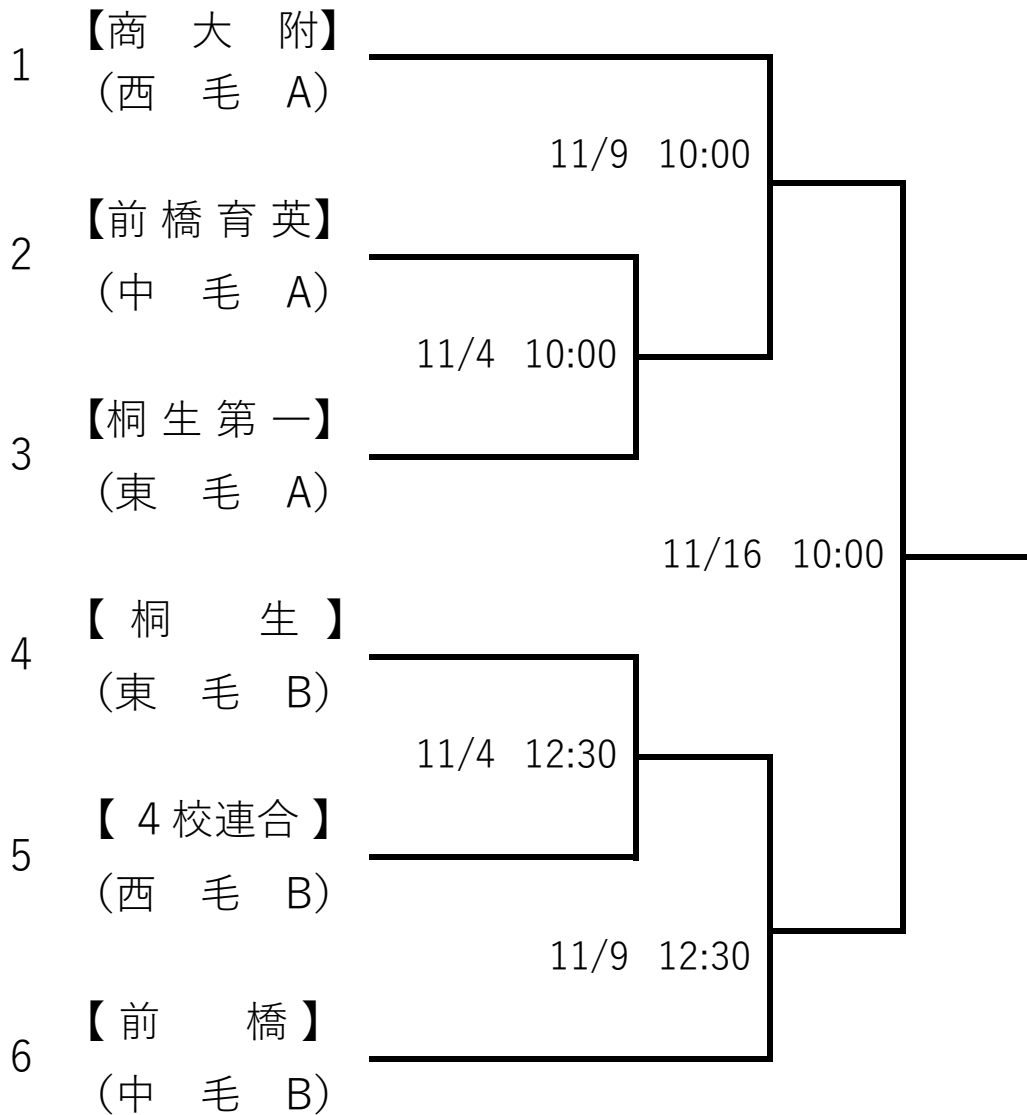 1
【商 大 附】
(西 毛 A)
11/9 10:00
2
【前 橋 育 英】
(中 毛 A)
11/4 10:00
3
【桐 生 第 一】
(東 毛 A)
11/16 10:00
4
【 桐 生 】
(東 毛 B)
11/4 12:30
5
【 4 校連合 】
(西 毛 B)
11/9 12:30
6
【 前 橋 】
(中 毛 B)